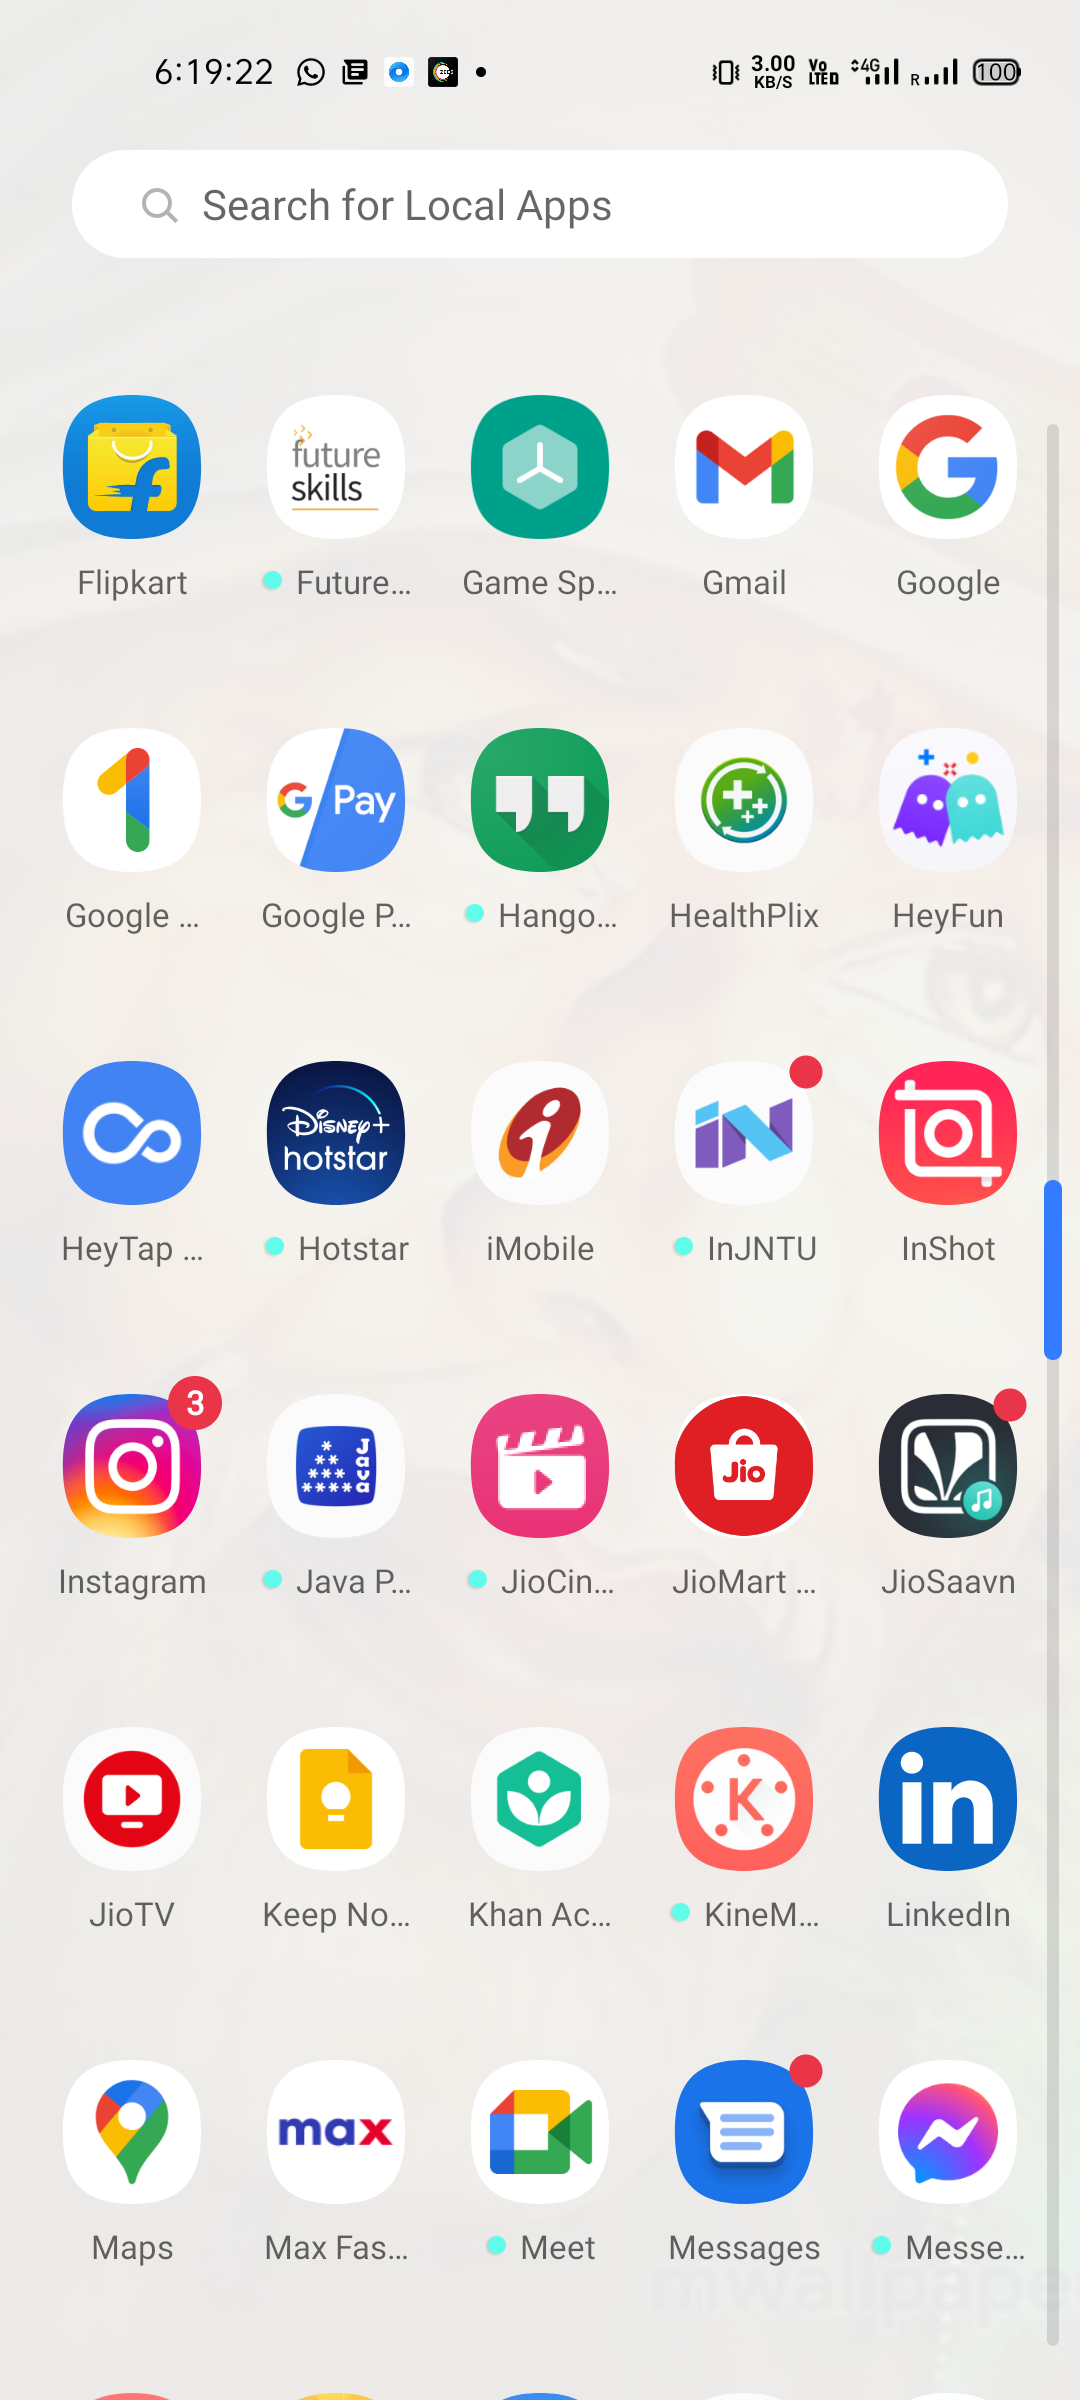 6:19:22 3.00 KB/S Vo LTED 4G R 100
Search for Local Apps
future
skills
Flipkart Future... Game Sp... Gmail Google
G Pay
Google ... Google P... Hango... HealthPlix HeyFun
Disney+
hotstar
iN
HeyTap ... Hotstar iMobile InJNTU InShot
3
Java
Jio
Instagram Java P... JioCin... JioMart ... JioSaavn
K
in
JioTV Keep No... Khan Ac... KineM... LinkedIn
max
Maps Max Fas... Meet Messages Messe...
mwallpape